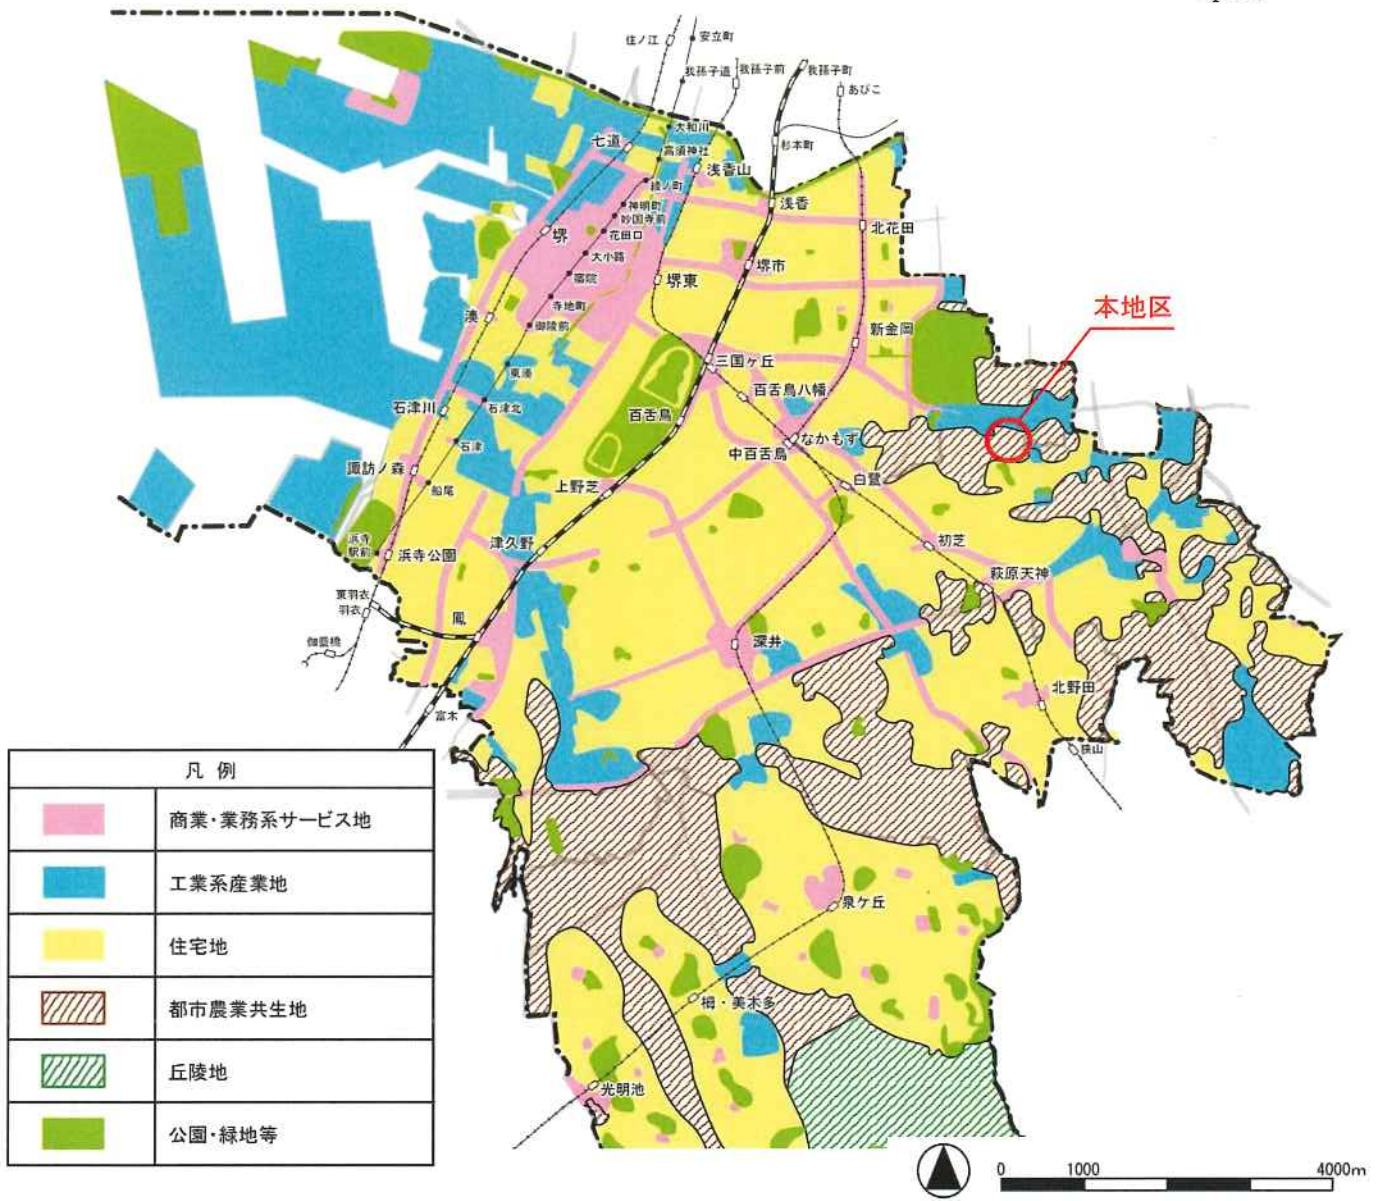 住ノ江
安立町
我孫子道
我孫子前
我孫子町
あびこ
大和川
七道
高須神社
杉本町
浅香山
綾ノ町
神明町
妙国寺前
浅香
堺
花田口
北花田
大小路
堺市
宿院
堺東
寺地町
本地区
湊
御陵前
新金岡
三国ヶ丘
東湊
百舌鳥八幡
石津川
石津北
百舌鳥
なかもず
石津
中百舌鳥
諏訪ノ森
白鷺
船尾
上野芝
浜寺
駅前
浜寺公園
津久野
初芝
萩原天神
東羽衣
羽衣
鳳
伽羅橋
深井
北野田
富木
狭山
凡例
商業・業務系サービス地
工業系産業地
住宅地
泉ケ丘
都市農業共生地
栂・美木多
丘陵地
光明池
公園・緑地等
0 1000 4000m